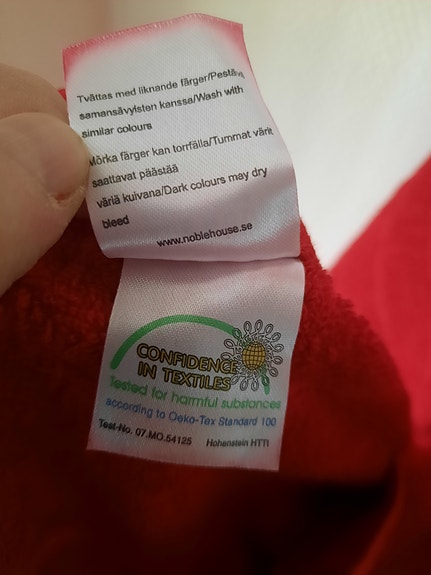 Tvättas med liknande färger/Pestävä
samansävyisten kanssa/Wash with
similar colours
Mörka färger kan torrfälla/Tummat värit
saattavat päästää
väriä kuivana/Dark colours may dry
bleed
www.noblehouse.se
CONFIDENCE
IN TEXTILES
Tested for harmful substances
according to Oeko-Tex Standard 100
Test-No. 07.MO.54125 Hohenstein HTTI